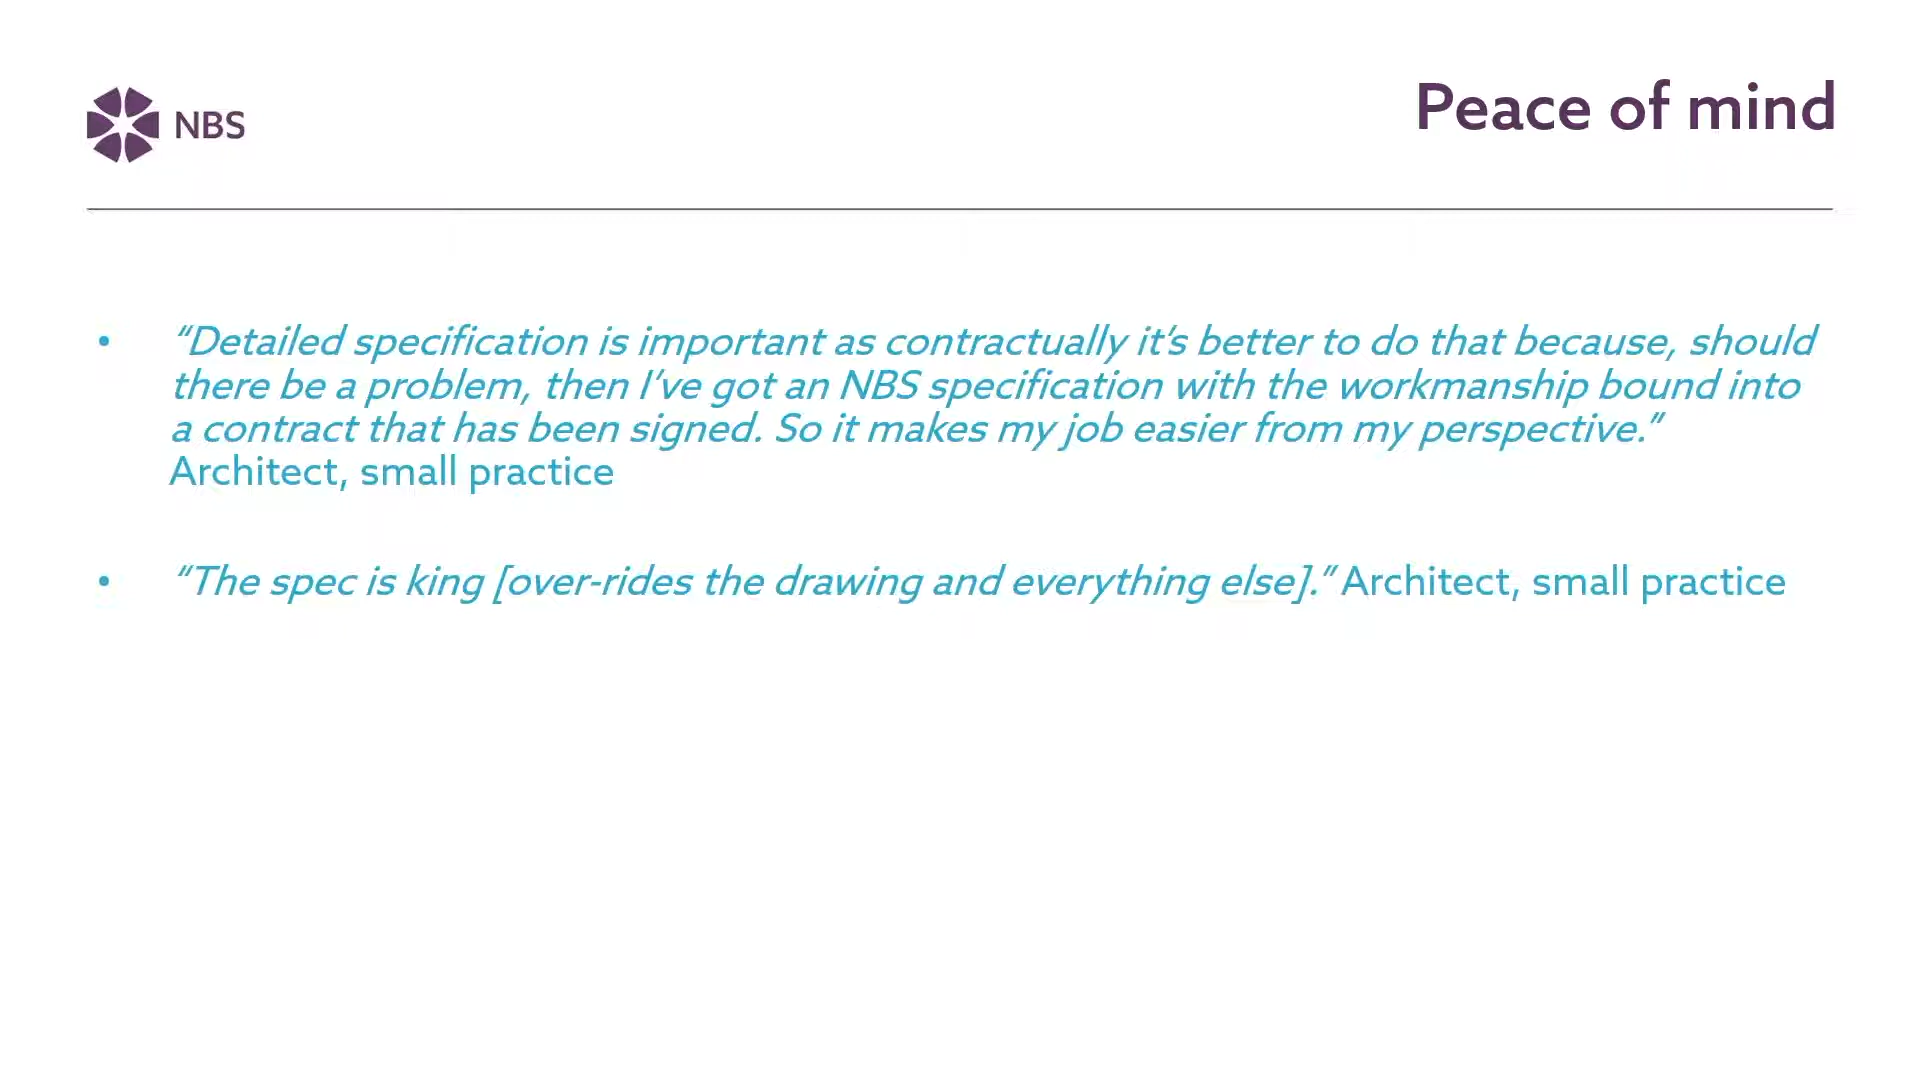 NBS
Peace of mind
• “Detailed specification is important as contractually it’s better to do that because, should
there be a problem, then I’ve got an NBS specification with the workmanship bound into
a contract that has been signed. So it makes my job easier from my perspective.”
Architect, small practice
• “The spec is king [over-rides the drawing and everything else].” Architect, small practice